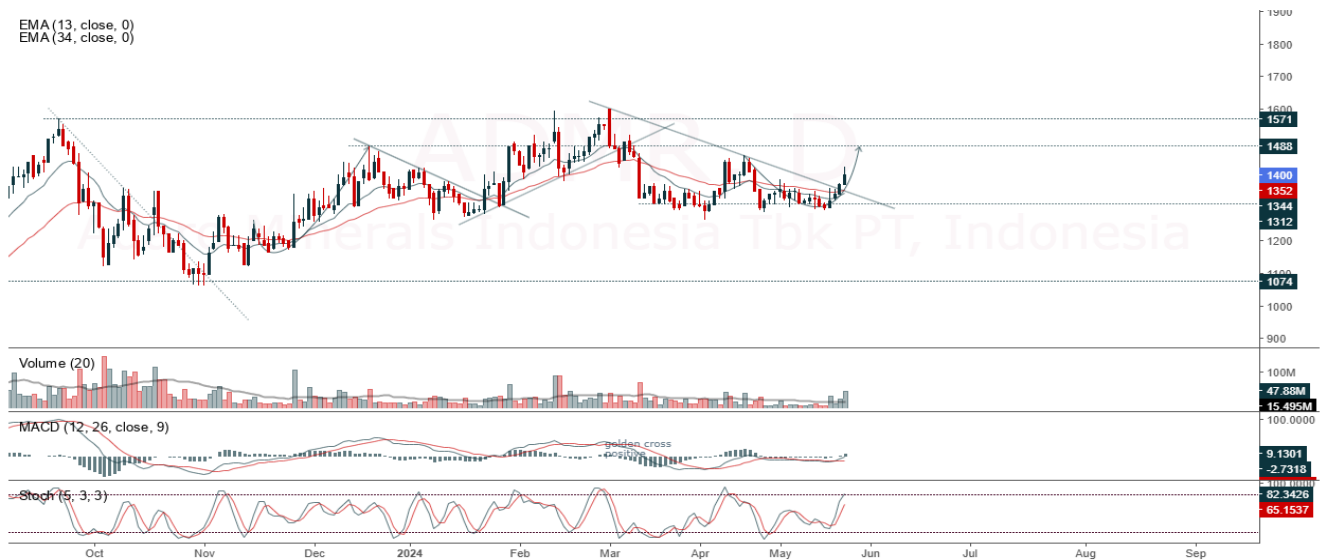 EMA (13, close, 0)
EMA (34, close, 0)
ADMR D
Adaro Minerals Indonesia Tbk PT, Indonesia
1900
1800
1700
1600
1571
1488
1400
1352
1344
1312
1200
1100
1074
1000
900
Volume (20)
100M
47.88M
15.495M
MACD (12, 26, close, 9)
golden cross
positive
100.0000
9.1301
-2.7318
Stoch (5, 3, 3)
82.3426
65.1537
Oct Nov Dec 2024 Feb Mar Apr May Jun Jul Aug Sep